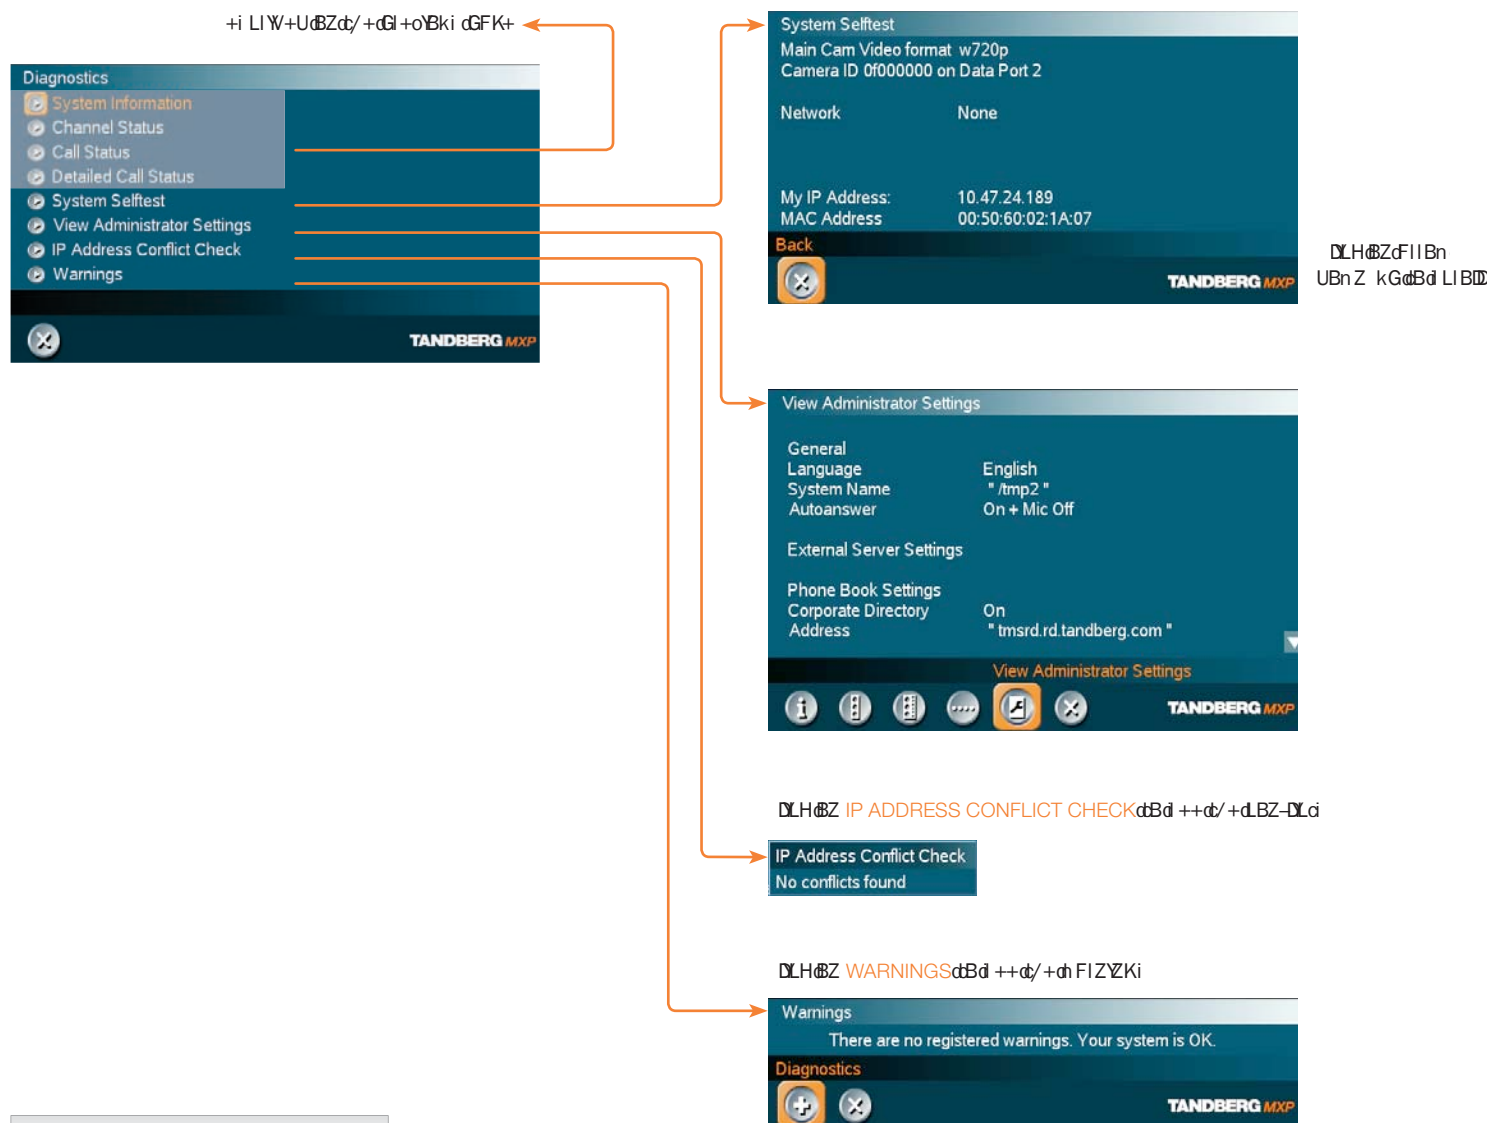 Diagnostics
System Information
Channel Status
Call Status
Detailed Call Status
System Selftest
View Administrator Settings
IP Address Conflict Check
Warnings
TANDBERG MXP
System Selftest
Main Cam Video format w720p
Camera ID 0f000000 on Data Port 2
Network None
My IP Address: 10.47.24.189
MAC Address 00:50:60:02:1A:07
Back
TANDBERG MXP
View Administrator Settings
General
Language English
System Name "/tmp2"
Autoanswer On + Mic Off
External Server Settings
Phone Book Settings
Corporate Directory On
Address "tmsrd.rd.tandberg.com"
View Administrator Settings
TANDBERG MXP
IP ADDRESS CONFLICT CHECK
IP Address Conflict Check
No conflicts found
WARNINGS
Warnings
There are no registered warnings. Your system is OK.
Diagnostics
TANDBERG MXP